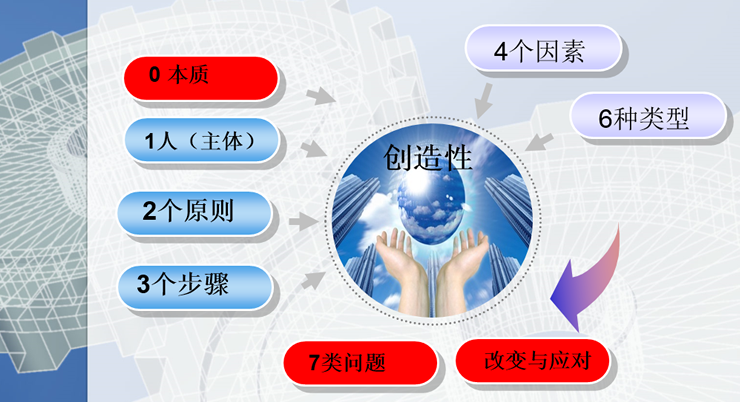 0 本质
1人（主体）
2个原则
3个步骤
4个因素
6种类型
创造性
7类问题
改变与应对